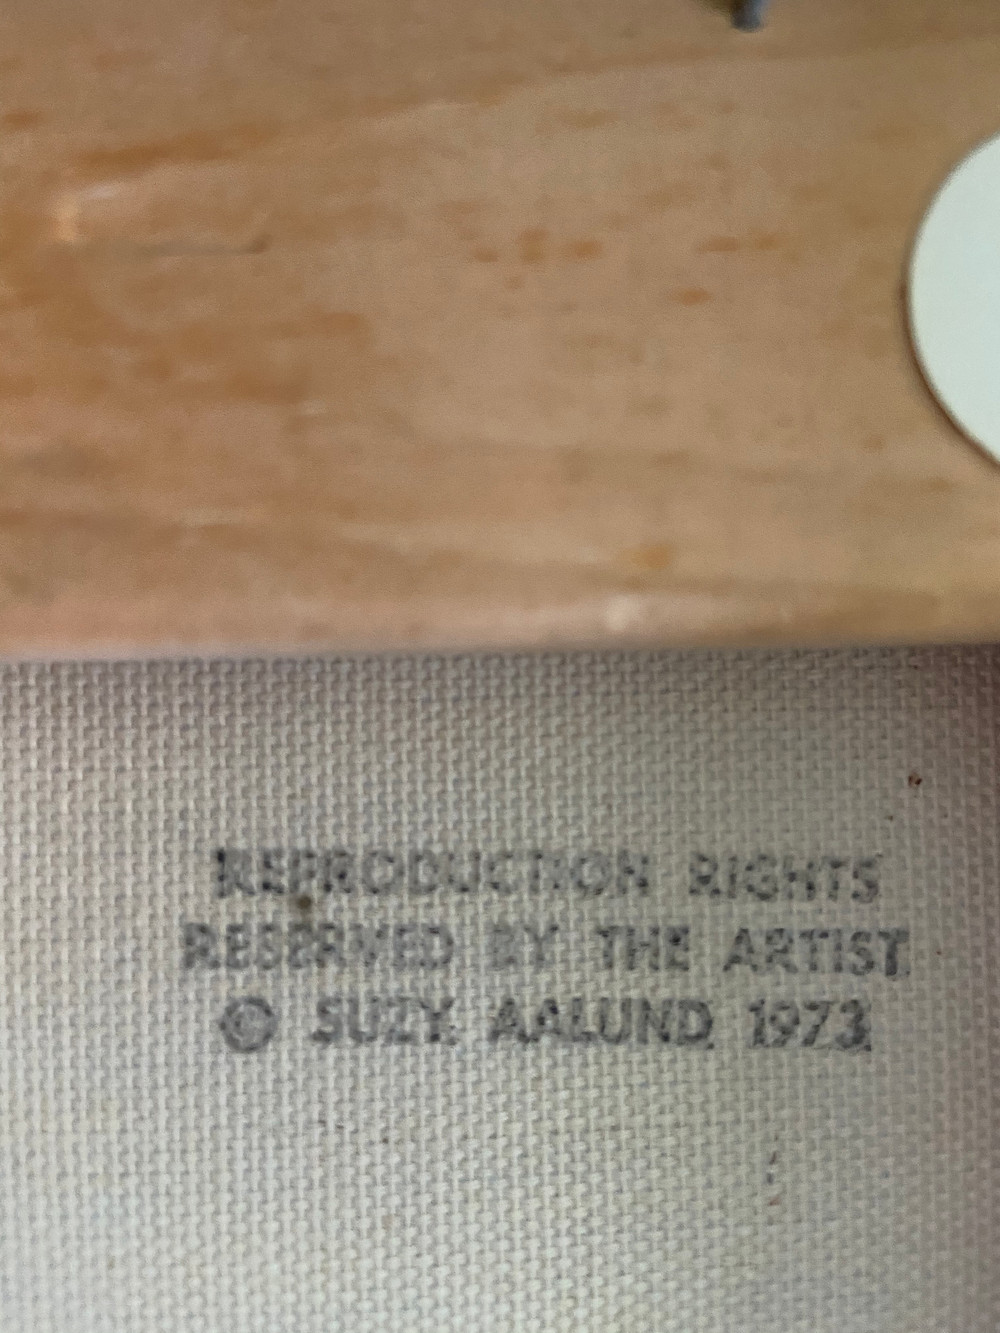 REPRODUCTION RIGHTS
RESERVED BY THE ARTIST
© SUZY AALUND 1973